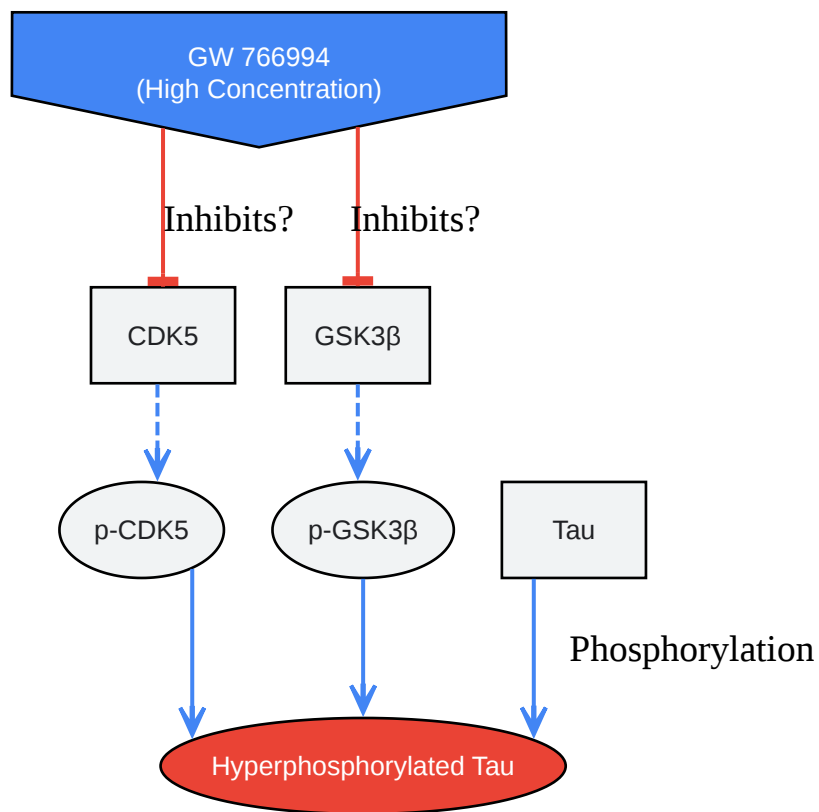 GW 766994
(High Concentration)
Inhibits?
Inhibits?
CDK5
GSK3β
p-CDK5
p-GSK3β
Tau
Phosphorylation
Hyperphosphorylated Tau